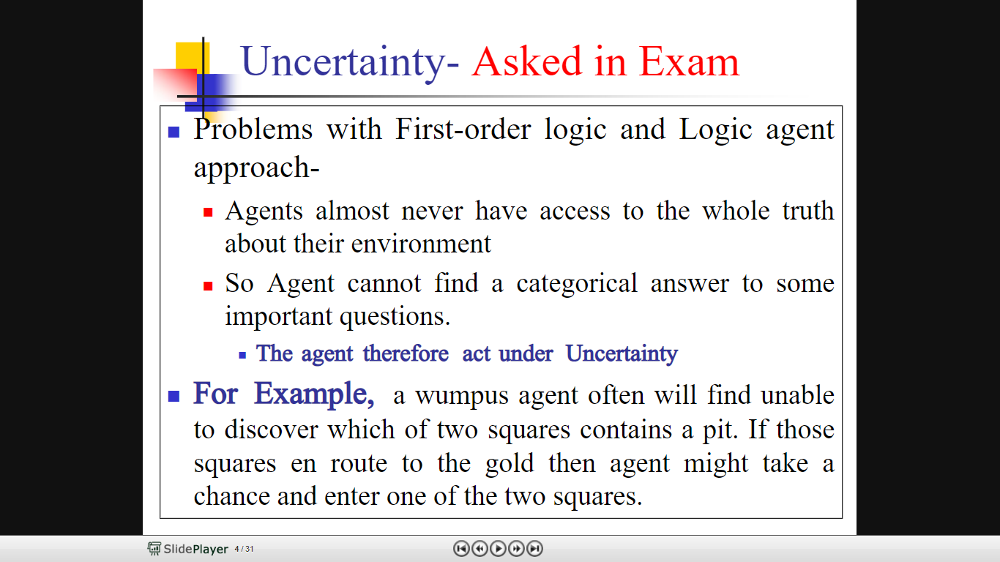 Uncertainty- Asked in Exam
Problems with First-order logic and Logic agent
approach-
Agents almost never have access to the whole truth
about their environment
So Agent cannot find a categorical answer to some
important questions.
The agent therefore act under Uncertainty
For Example, a wumpus agent often will find unable
to discover which of two squares contains a pit. If those
squares en route to the gold then agent might take a
chance and enter one of the two squares.
SlidePlayer 4 / 31